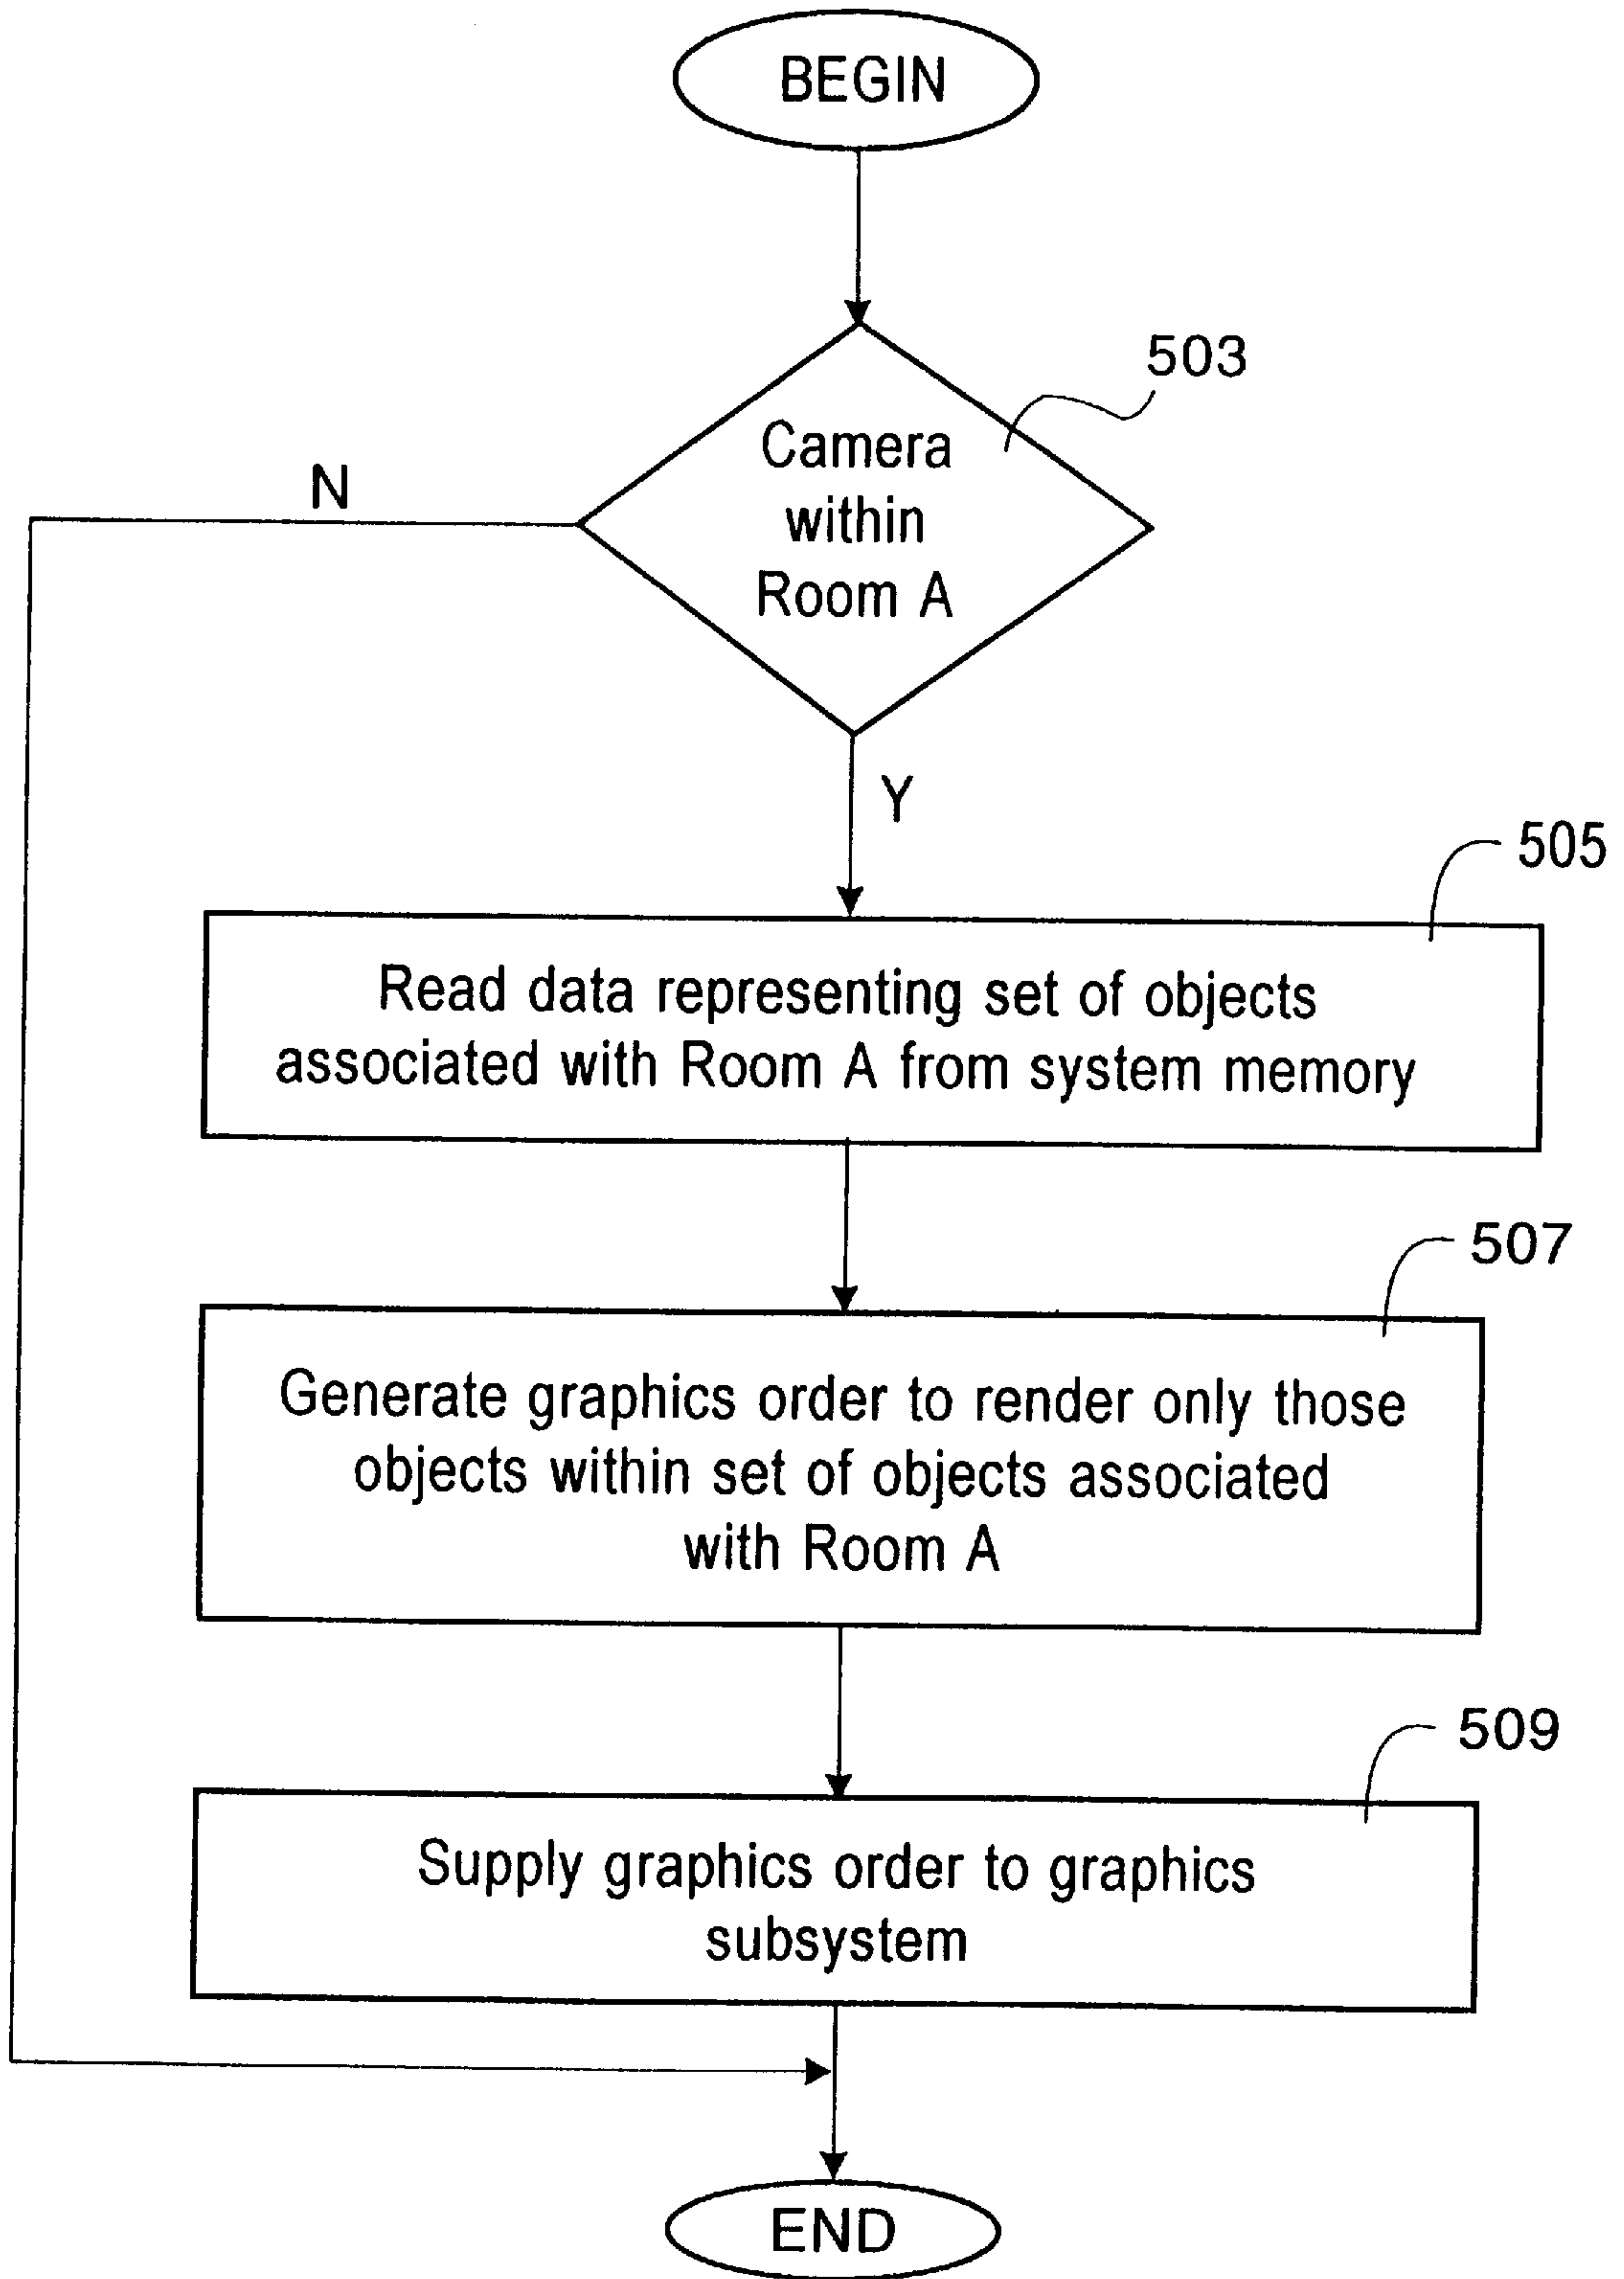 BEGIN
503
Camera
within
Room A
N
Y
505
Read data representing set of objects
associated with Room A from system memory
507
Generate graphics order to render only those
objects within set of objects associated
with Room A
509
Supply graphics order to graphics
subsystem
END